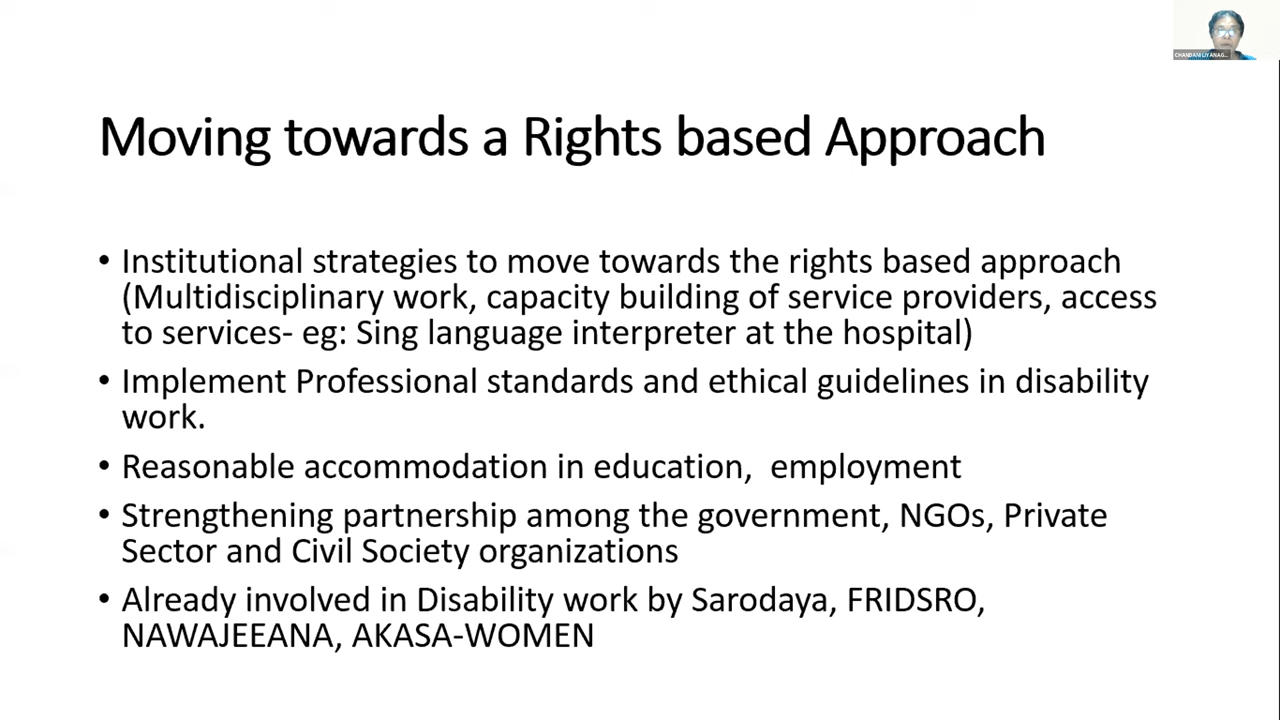 CHANDANI LIYANAG...
Moving towards a Rights based Approach
• Institutional strategies to move towards the rights based approach
(Multidisciplinary work, capacity building of service providers, access
to services- eg: Sing language interpreter at the hospital)
• Implement Professional standards and ethical guidelines in disability
work.
• Reasonable accommodation in education,  employment
• Strengthening partnership among the government, NGOs, Private
Sector and Civil Society organizations
• Already involved in Disability work by Sarodaya, FRIDSRO,
NAWAJEEANA, AKASA-WOMEN